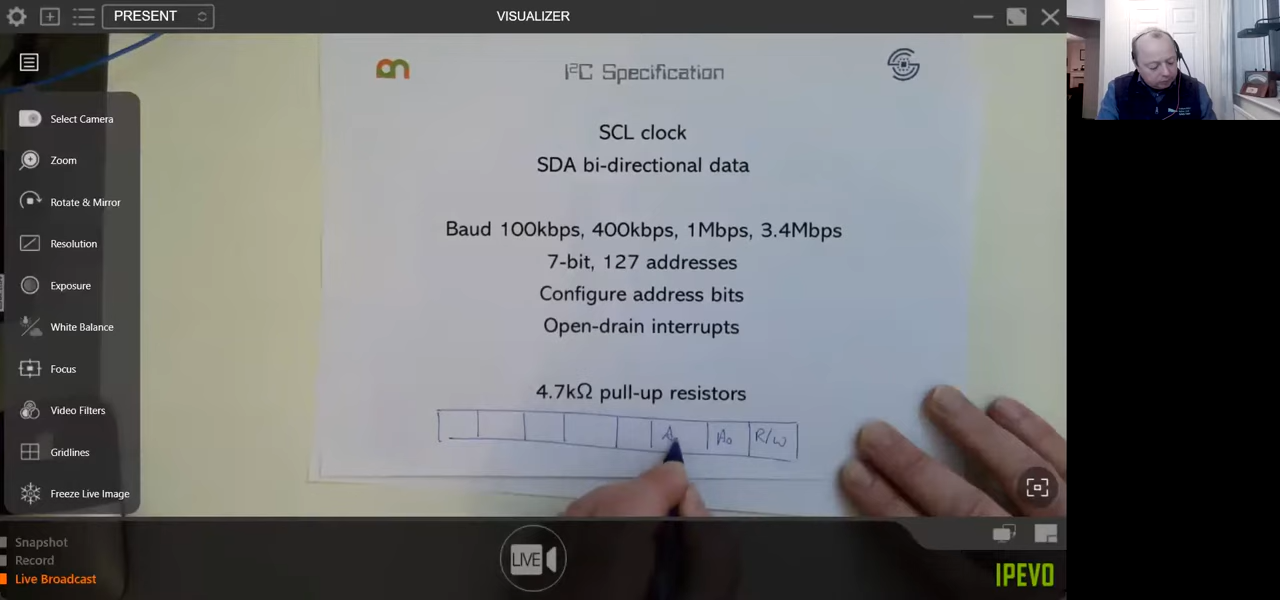 PRESENT
VISUALIZER
Select Camera
Zoom
Rotate & Mirror
Resolution
Exposure
White Balance
Focus
Video Filters
Gridlines
Freeze Live Image
I²C Specification
SCL clock
SDA bi-directional data
Baud 100kbps, 400kbps, 1Mbps, 3.4Mbps
7-bit, 127 addresses
Configure address bits
Open-drain interrupts
4.7kΩ pull-up resistors
A A₀ R/W
Snapshot
Record
Live Broadcast
LIVE
IPEVO